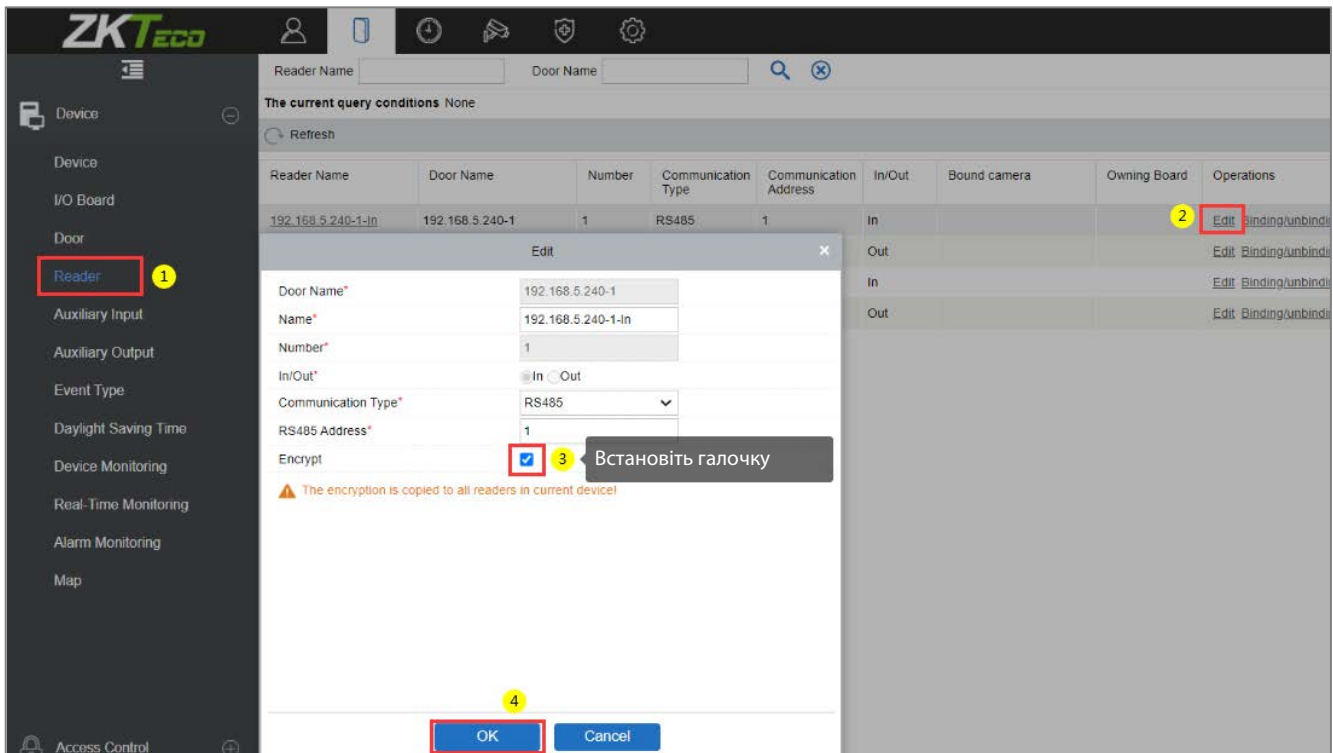 ZKTeco
Reader Name Door Name
The current query conditions None
Refresh
Device
Device
I/O Board
Door
Reader 1
Auxiliary Input
Auxiliary Output
Event Type
Daylight Saving Time
Device Monitoring
Real-Time Monitoring
Alarm Monitoring
Map
Access Control
Reader Name Door Name Number Communication Type Communication Address In/Out Bound camera Owning Board Operations
192.168.5.240-1-In 192.168.5.240-1 1 RS485 1 In 2 Edit
Out Edit
In Edit
Out Edit
Edit
Door Name* 192.168.5.240-1
Name* 192.168.5.240-1-In
Number* 1
In/Out* In Out
Communication Type* RS485
RS485 Address* 1
Encrypt 3 Встановіть галочку
The encryption is copied to all readers in current device!
4
OK Cancel